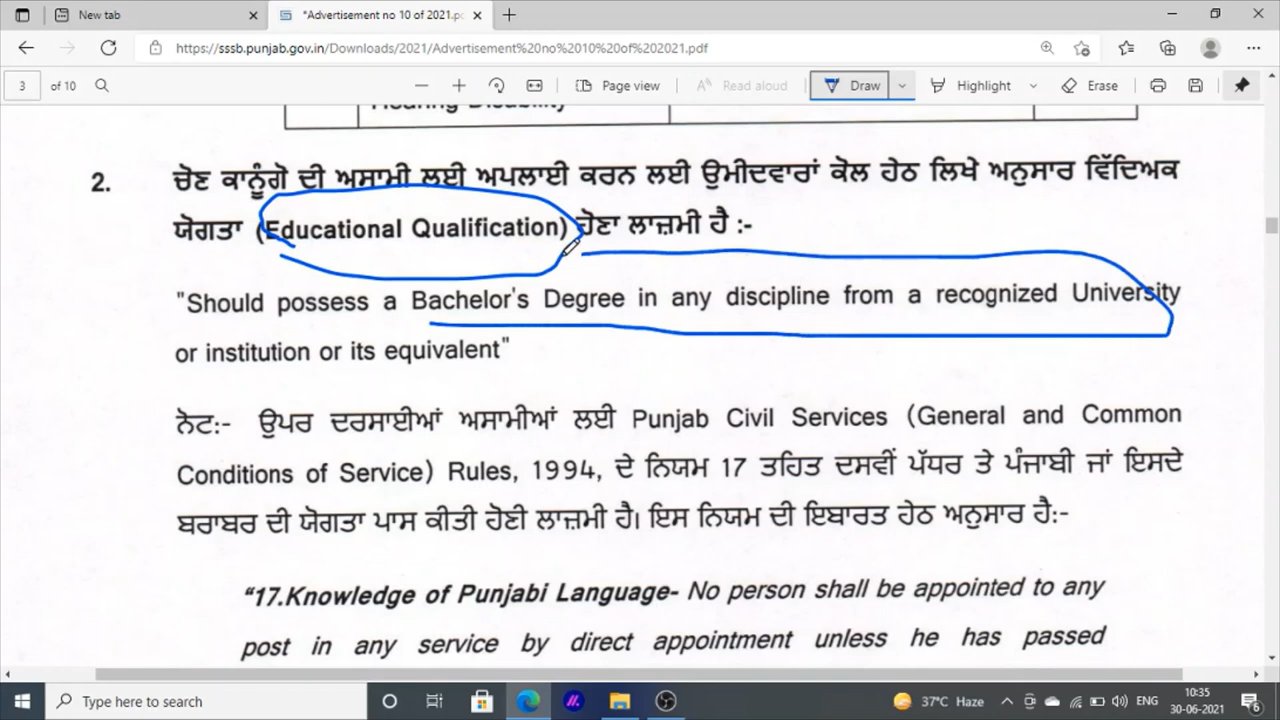 New tab
*Advertisement no 10 of 2021.p
https://sssb.punjab.gov.in/Downloads/2021/Advertisement%20no%2010%20of%202021.pdf
3 of 10
Page view
Read aloud
Draw
Highlight
Erase
Hearing Disability
2. ਚੋਣ ਕਾਨੂੰਗੋ ਦੀ ਅਸਾਮੀ ਲਈ ਅਪਲਾਈ ਕਰਨ ਲਈ ਉਮੀਦਵਾਰਾਂ ਕੋਲ ਹੇਠ ਲਿਖੇ ਅਨੁਸਾਰ ਵਿੱਦਿਅਕ
ਯੋਗਤਾ (Educational Qualification) ਹੋਣਾ ਲਾਜ਼ਮੀ ਹੈ :-
"Should possess a Bachelor's Degree in any discipline from a recognized University
or institution or its equivalent"
ਨੋਟ:- ਉਪਰ ਦਰਸਾਈਆਂ ਅਸਾਮੀਆਂ ਲਈ Punjab Civil Services (General and Common
Conditions of Service) Rules, 1994, ਦੇ ਨਿਯਮ 17 ਤਹਿਤ ਦਸਵੀਂ ਪੱਧਰ ਤੇ ਪੰਜਾਬੀ ਜਾਂ ਇਸਦੇ
ਬਰਾਬਰ ਦੀ ਯੋਗਤਾ ਪਾਸ ਕੀਤੀ ਹੋਣੀ ਲਾਜ਼ਮੀ ਹੈ। ਇਸ ਨਿਯਮ ਦੀ ਇਬਾਰਤ ਹੇਠ ਅਨੁਸਾਰ ਹੈ:-
"17.Knowledge of Punjabi Language- No person shall be appointed to any
post in any service by direct appointment unless he has passed
Type here to search
37°C Haze
ENG
10:35
30-06-2021
6